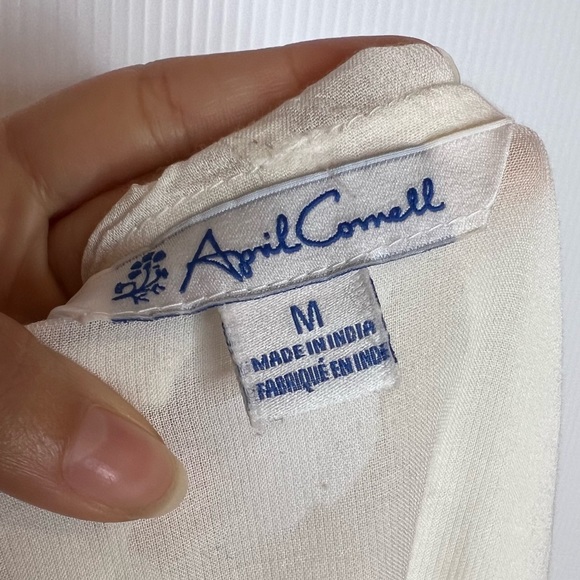 April Cornell
M
MADE IN INDIA
FABRIQUÉ EN INDE